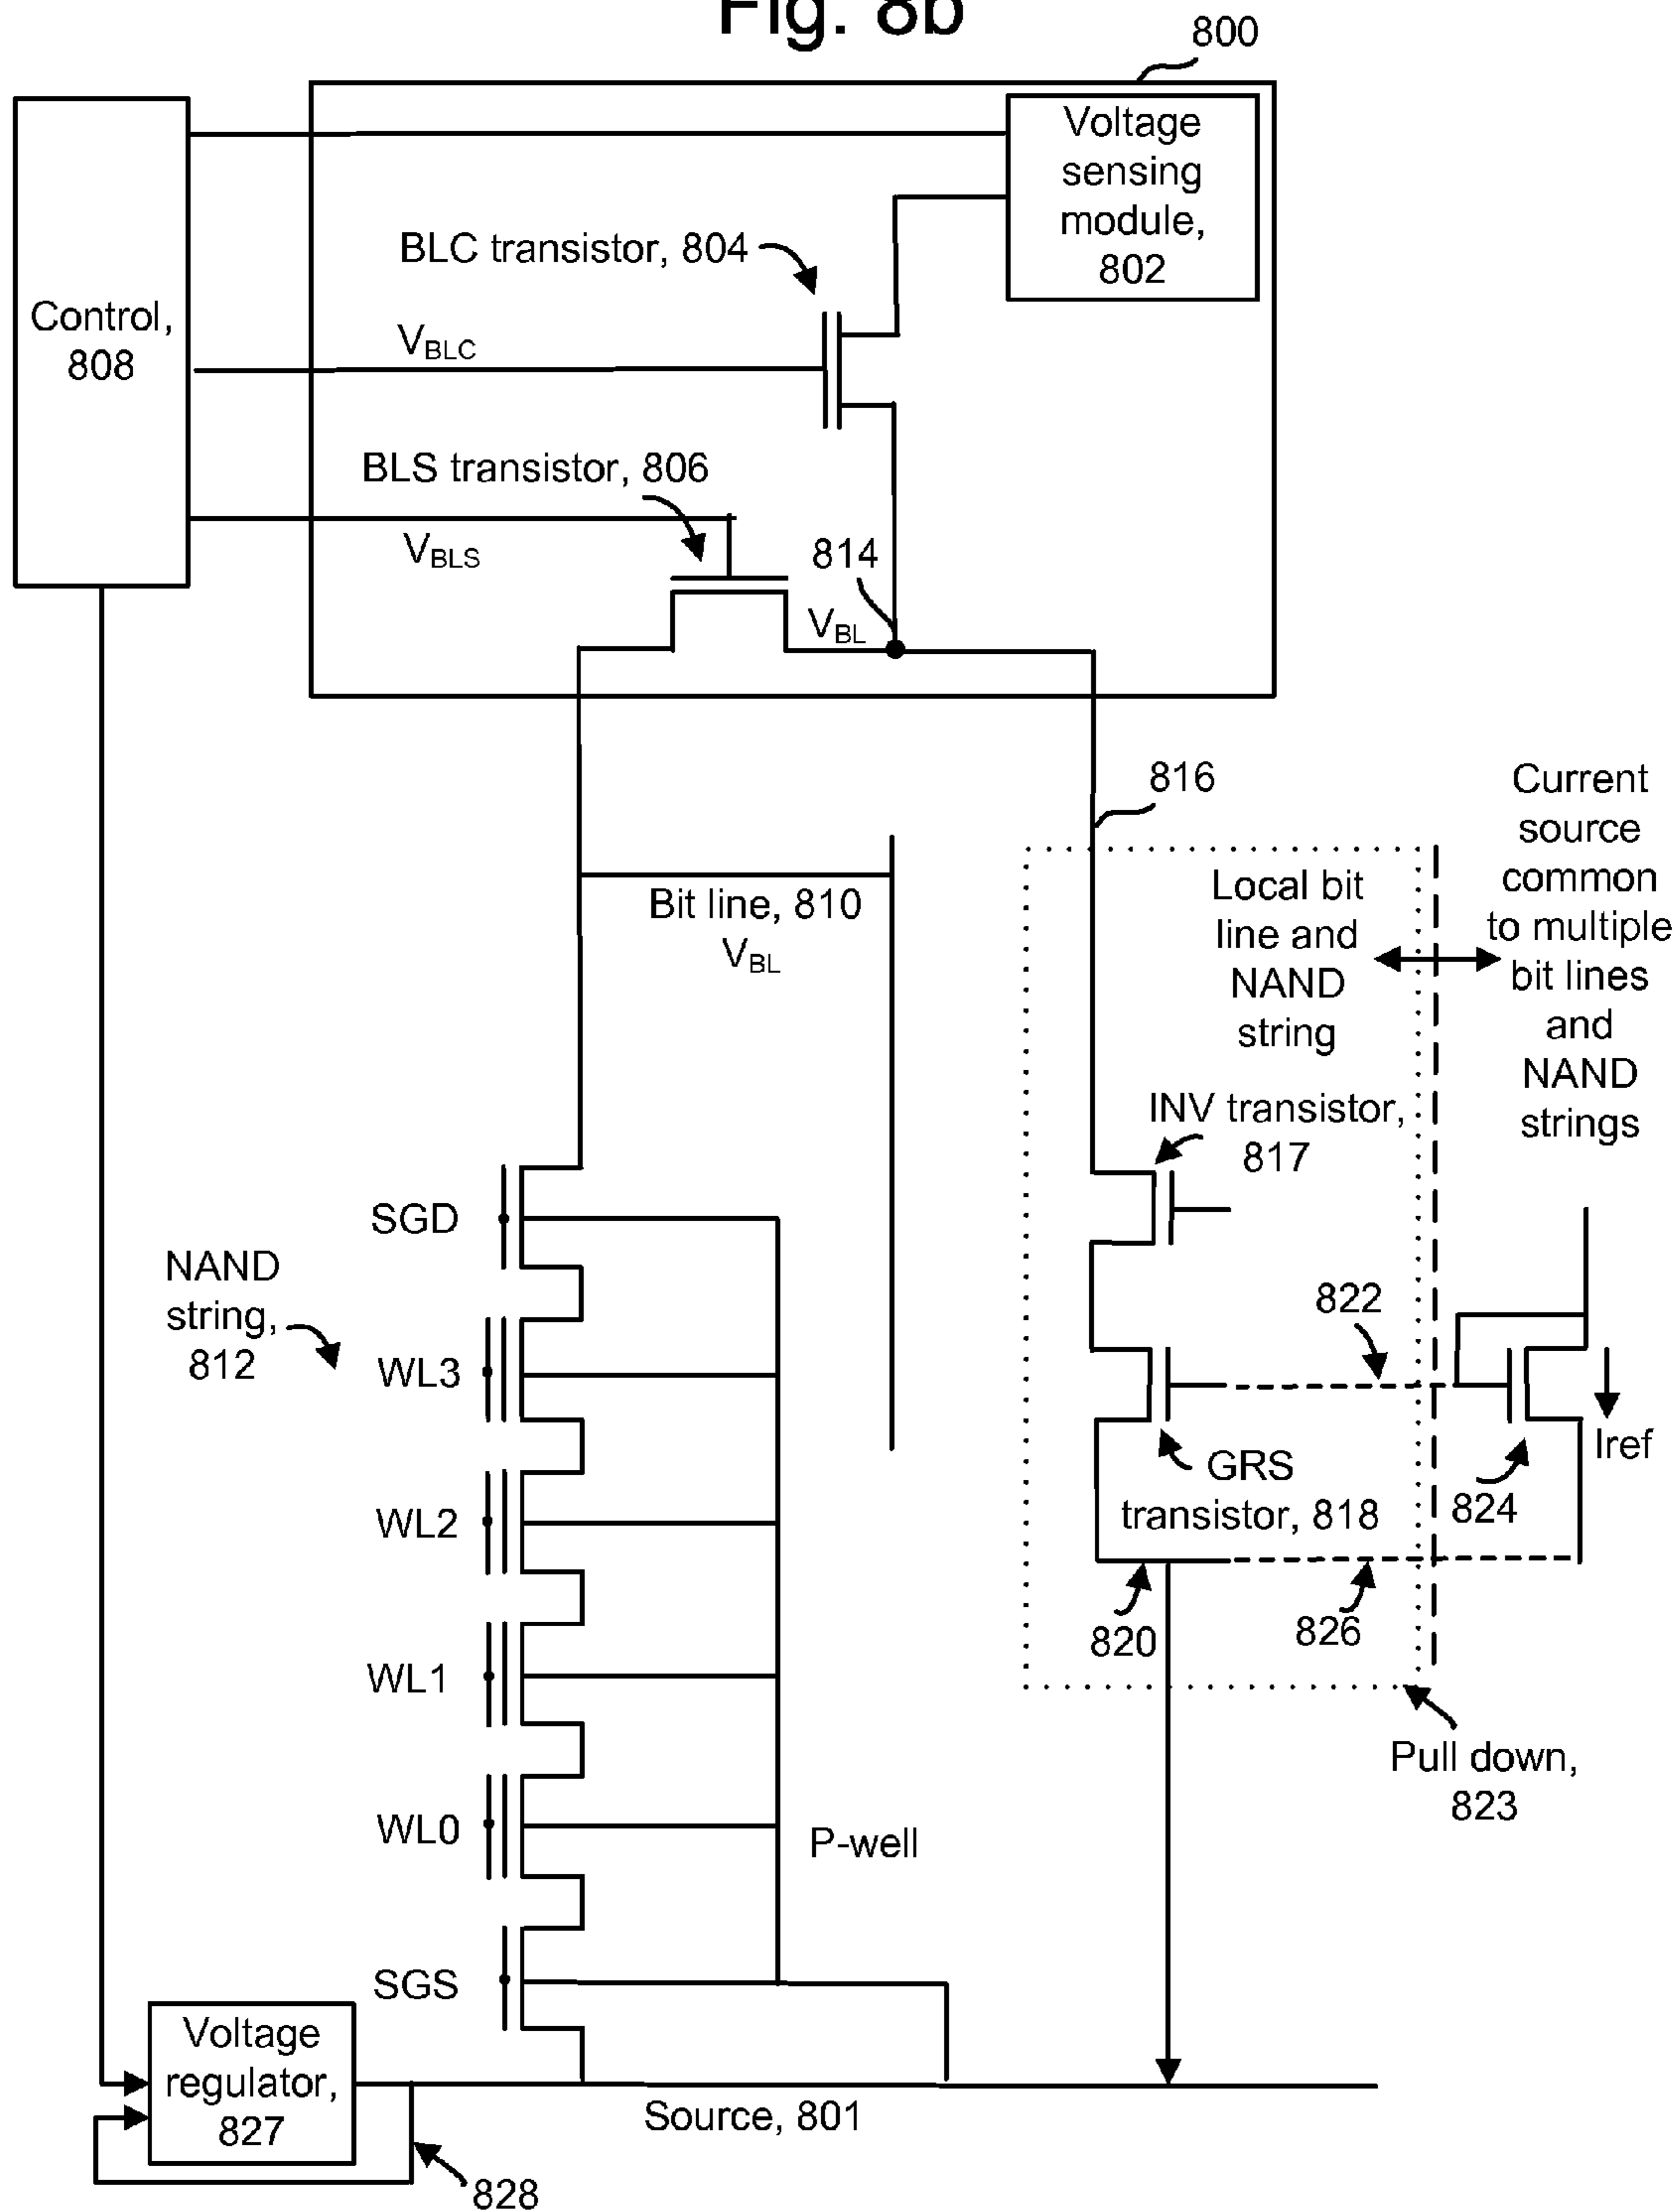 Fig. 8b
800
Voltage
sensing
module,
802
Control,
808
BLC transistor, 804
VBLC
BLS transistor, 806
VBLS
814
VBL
816
Current
source
common
to multiple
bit lines
and
NAND
strings
Local bit
line and
NAND
string
Bit line, 810
VBL
INV transistor,
817
SGD
NAND
string,
812
WL3
822
Iref
GRS
transistor, 818
824
WL2
820
826
WL1
Pull down,
823
WL0
P-well
SGS
Voltage
regulator,
827
Source, 801
828